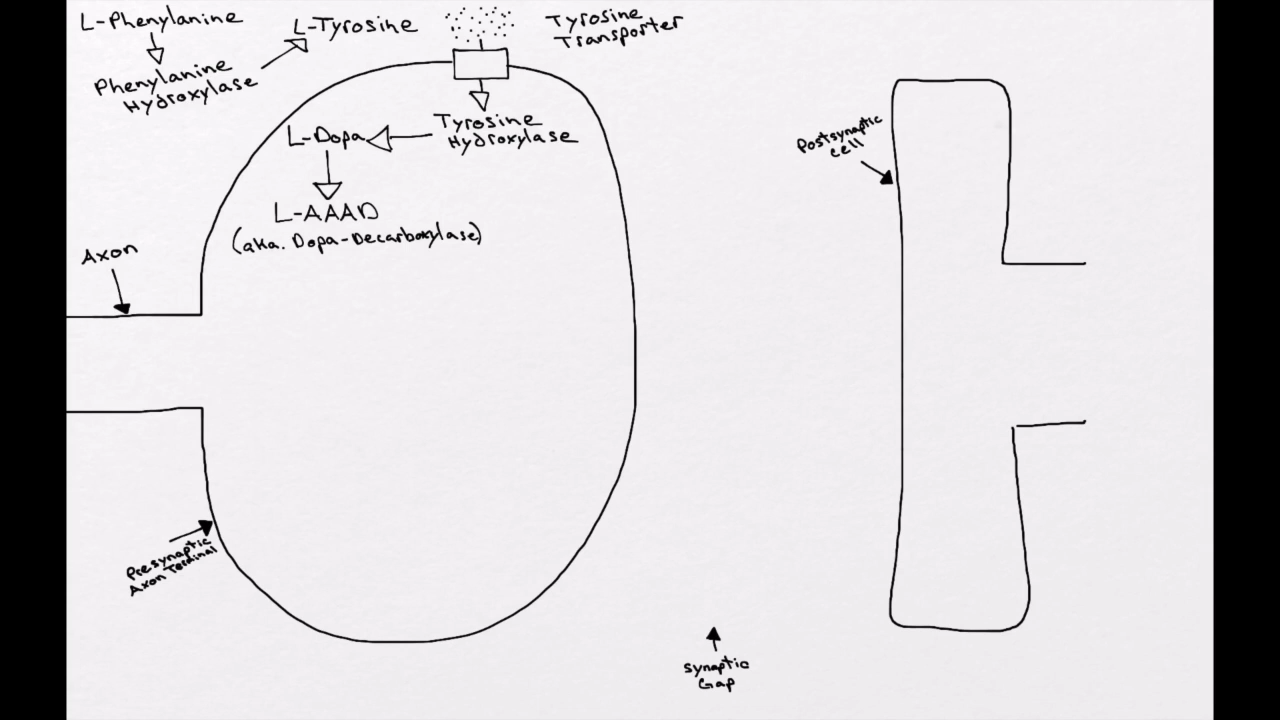 L-Phenylanine
Phenylanine
Hydroxylase
L-Tyrosine
Tyrosine
Transporter
Tyrosine
Hydroxylase
L-Dopa
L-AAAD
(aka. Dopa-Decarboxylase)
Axon
Presynaptic
Axon Terminal
Postsynaptic
cell
Synaptic
Gap